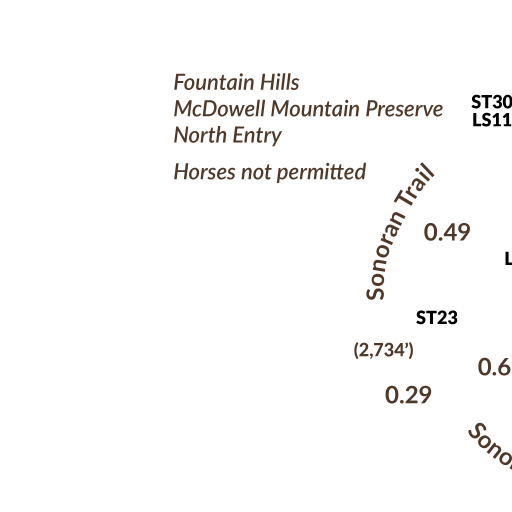 Fountain Hills
McDowell Mountain Preserve
North Entry
Horses not permitted
ST30
LS11
Sonoran Trail
0.49
L
ST23
(2,734’)
0.6
0.29
Sono